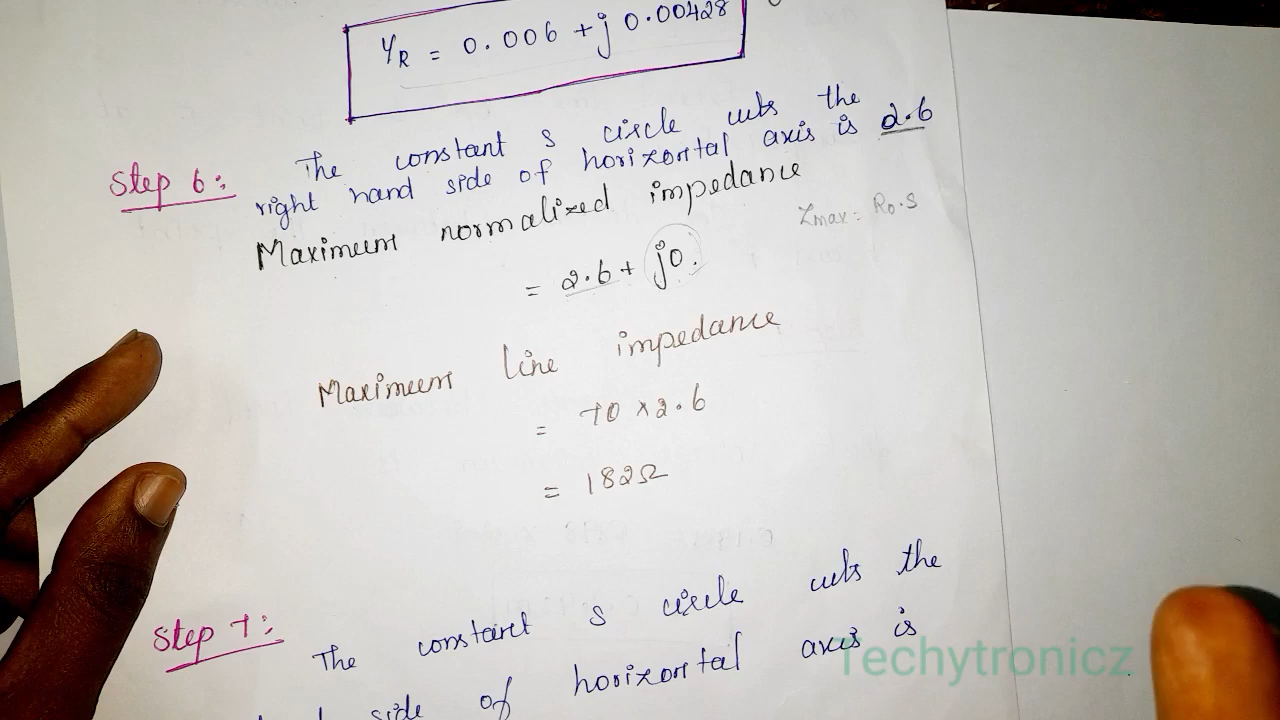 YR = 0.006 + j 0.00428
Step 6: The constant s circle cuts the
right hand side of horizontal axis is 2.6
Maximum normalized impedance
Zmax = R0.S
= 2.6 + j0.
Maximum line impedance
= 70 x 2.6
= 182Ω
Step 7: The constant s circle cuts the
side of horizontal axis is
Techytronicz